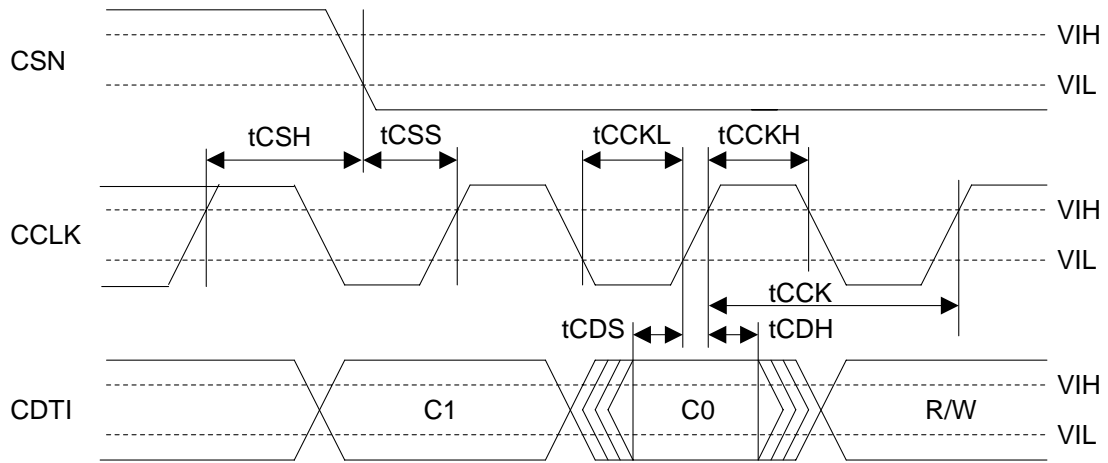 VIH
CSN
VIL
tCSH tCSS tCCKL tCCKH
VIH
CCLK
VIL
tCCK
tCDS tCDH
VIH
CDTI C1 C0 R/W
VIL